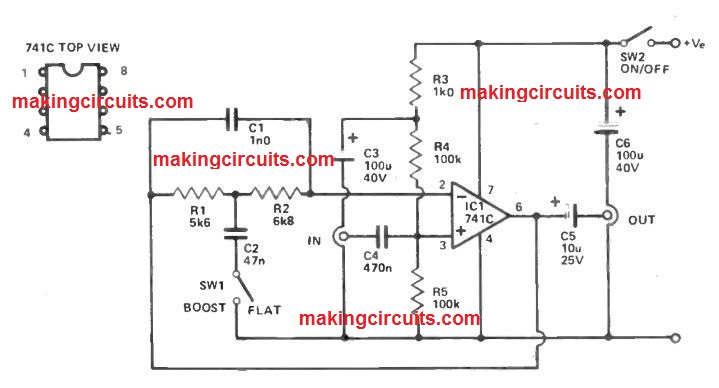 741C TOP VIEW
1
8
4
5
makingcircuits.com
C1
1n0
makingcircuits.com
R1
5k6
R2
6k8
C2
47n
SW1
BOOST
FLAT
C3
100u
40V
+
IN
C4
470n
R3
1k0
R4
100k
R5
100k
makingcircuits.com
2
3
-
+
IC1
741C
7
4
6
+
C5
10u
25V
OUT
+
C6
100u
40V
SW2
ON/OFF
+Ve
makingcircuits.com